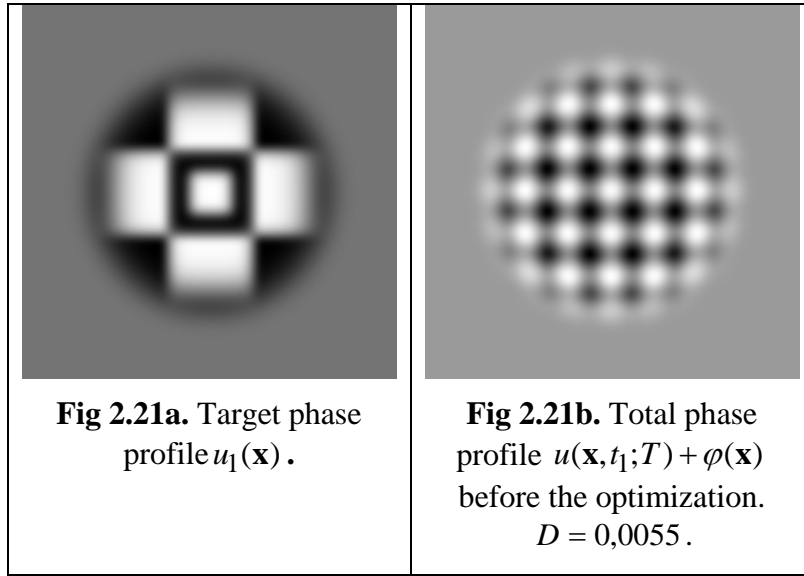 Fig 2.21a. Target phase
profile u₁(x) .
Fig 2.21b. Total phase
profile u(x,t₁;T) + φ(x)
before the optimization.
D = 0,0055 .